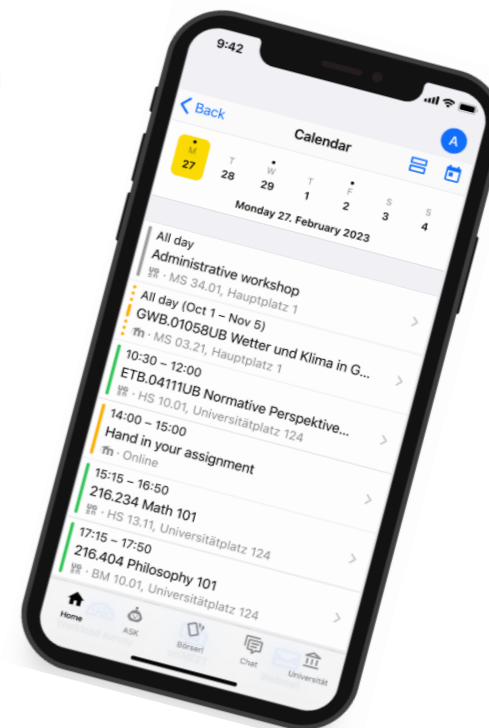 9:42
Back
Calendar
A
M T W T F S S
27 28 29 1 2 3 4
Monday 27. February 2023
All day
Administrative workshop
· MS 34.01, Hauptplatz 1
All day (Oct 1 – Nov 5)
GWB.01058UB Wetter und Klima in G...
· MS 03.21, Hauptplatz 1
10:30 – 12:00
ETB.04111UB Normative Perspektive...
· HS 10.01, Universitätplatz 124
14:00 – 15:00
Hand in your assignment
· Online
15:15 – 16:50
216.234 Math 101
· HS 13.11, Universitätplatz 124
17:15 – 17:50
216.404 Philosophy 101
· BM 10.01, Universitätplatz 124
Home
ASK
Börserl
Chat
Universität